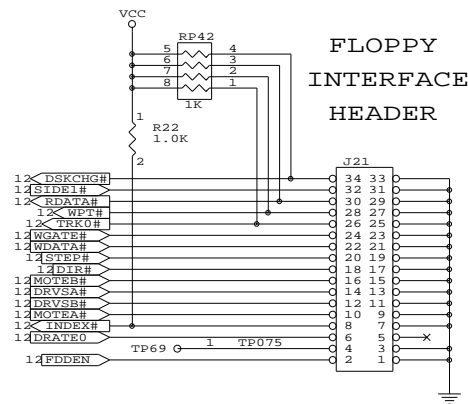 VCC
RP42
5 4
6 3
7 2
8 1
1K
FLOPPY
INTERFACE
HEADER
1
R22
1.0K
2
J21
12 DSKCHG# 34 33
12 SIDE1# 32 31
12 RDATA# 30 29
12 WPT# 28 27
12 TRK0# 26 25
12 WGATE# 24 23
12 WDATA# 22 21
12 STEP# 20 19
12 DIR# 18 17
12 MOTEB# 16 15
12 DRVSA# 14 13
12 DRVSB# 12 11
12 MOTEA# 10 9
12 INDEX# 8 7
12 DRATE0 6 5
TP69 1 TP075 4 3
12 FDDEN 2 1